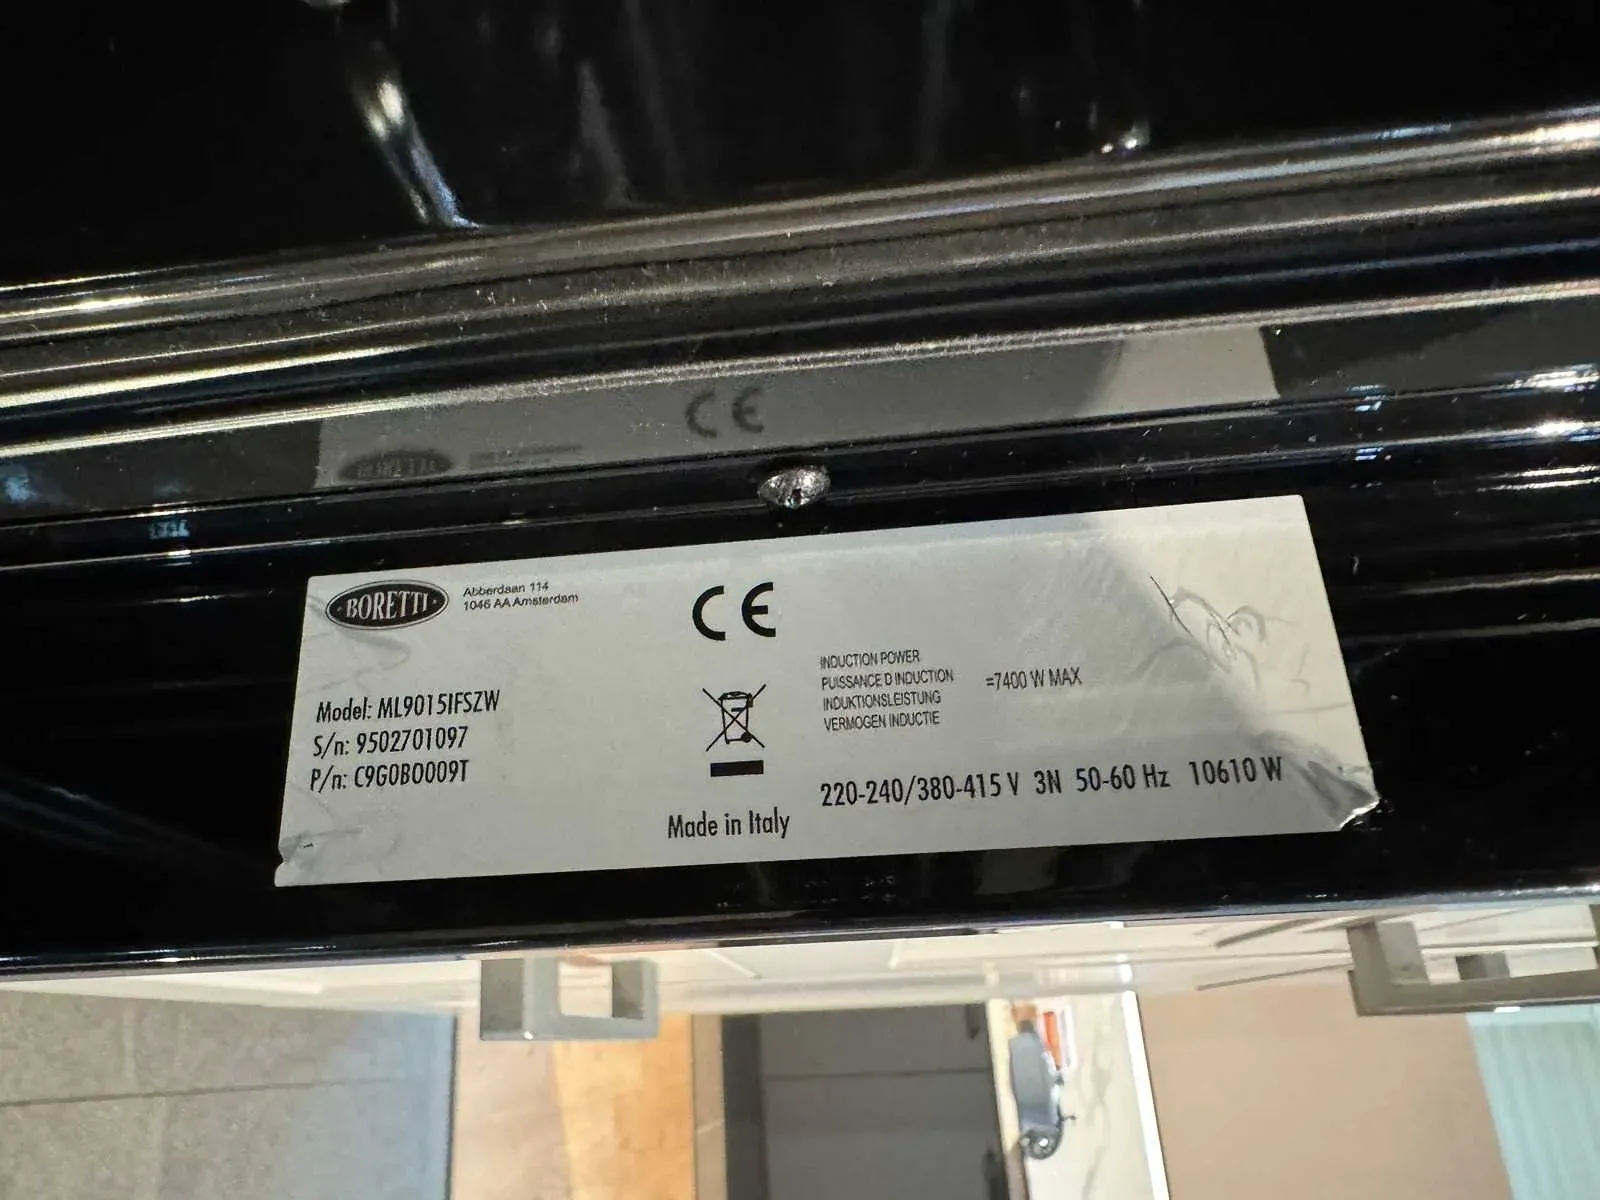 BORETTI
Abberdaan 114
1046 AA Amsterdam
CE
Model: ML9015IFSZW
S/n: 9502701097
P/n: C9G0B0009T
Made in Italy
INDUCTION POWER
PUISSANCE D INDUCTION
INDUKTIONSLEISTUNG
VERMOGEN INDUCTIE
=7400 W MAX
220-240/380-415 V 3N 50-60 Hz 10610 W